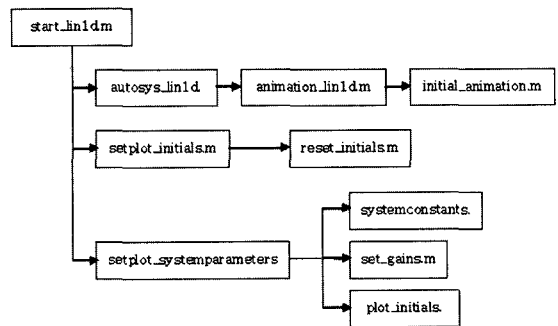 start_lin1d.m
autosys_lin1d
animation_lin1d.m
initial_animation.m
setplot_initials.m
reset_initials.m
systemconstants.
setplot_systemparameters
set_gains.m
plot_initials.